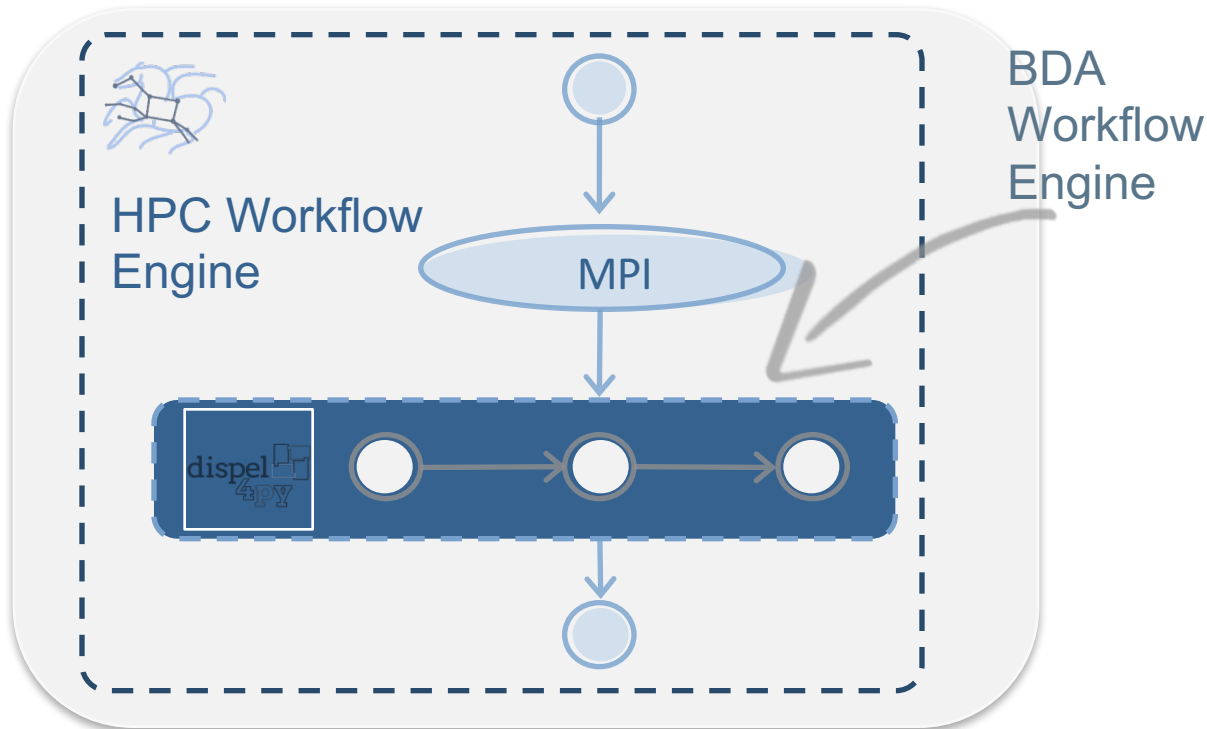 BDA
Workflow
Engine
HPC Workflow
Engine
MPI
dispel
4py